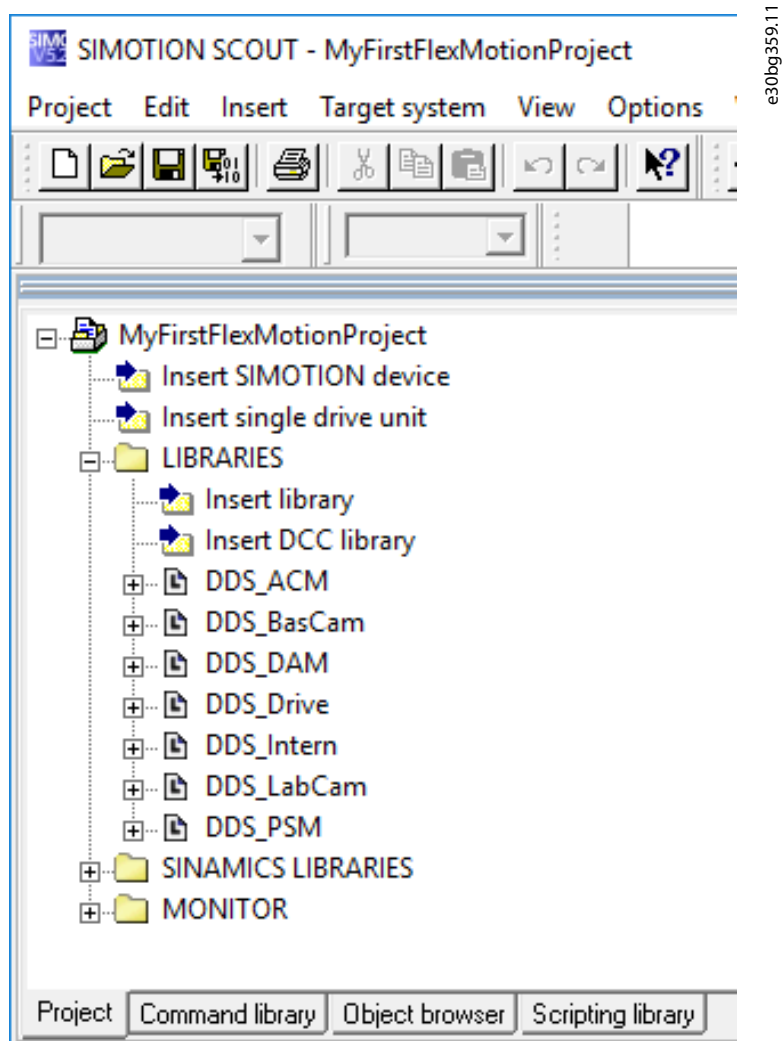 SIMOTION SCOUT - MyFirstFlexMotionProject
Project Edit Insert Target system View Options
MyFirstFlexMotionProject
Insert SIMOTION device
Insert single drive unit
LIBRARIES
Insert library
Insert DCC library
DDS_ACM
DDS_BasCam
DDS_DAM
DDS_Drive
DDS_Intern
DDS_LabCam
DDS_PSM
SINAMICS LIBRARIES
MONITOR
Project Command library Object browser Scripting library
e30bg359.11